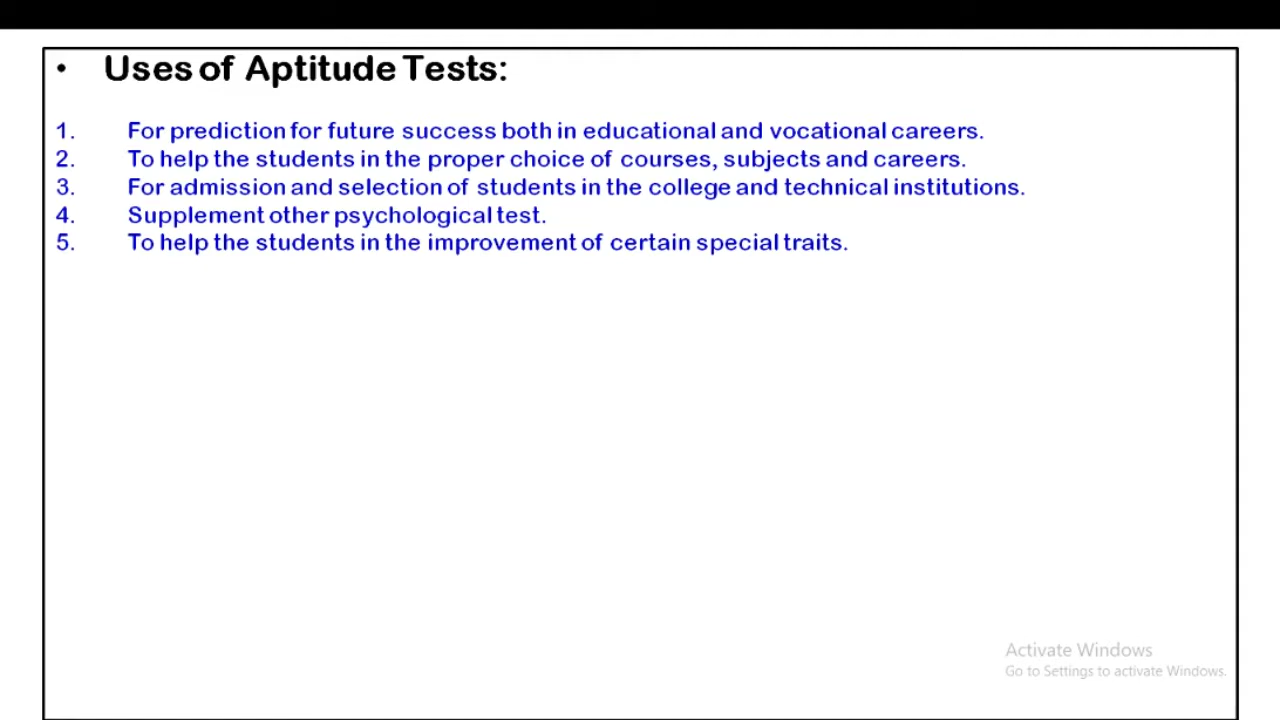 • Uses of Aptitude Tests:
1. For prediction for future success both in educational and vocational careers.
2. To help the students in the proper choice of courses, subjects and careers.
3. For admission and selection of students in the college and technical institutions.
4. Supplement other psychological test.
5. To help the students in the improvement of certain special traits.
Activate Windows
Go to Settings to activate Windows.